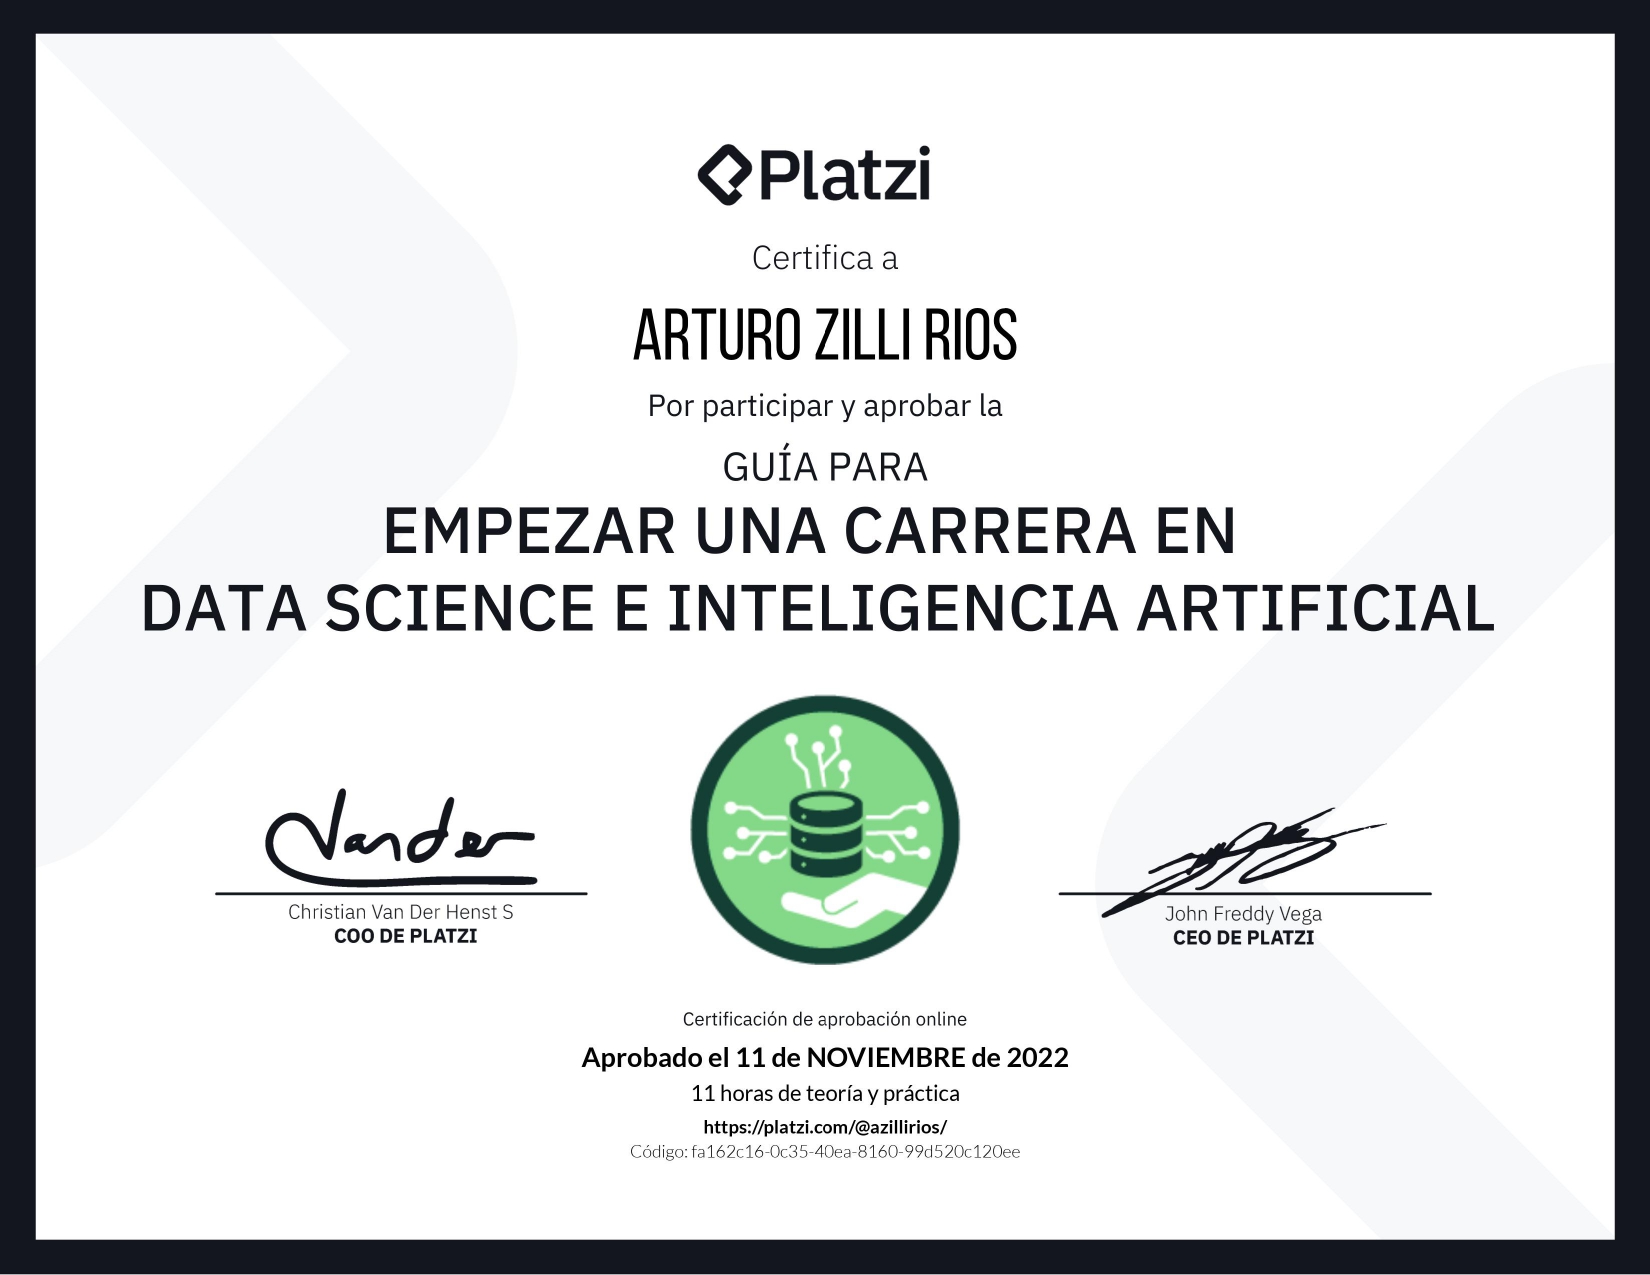 Platzi
Certifica a
ARTURO ZILLI RIOS
Por participar y aprobar la
GUÍA PARA
EMPEZAR UNA CARRERA EN
DATA SCIENCE E INTELIGENCIA ARTIFICIAL
Vander
Christian Van Der Henst S
COO DE PLATZI
John Freddy Vega
CEO DE PLATZI
Certificación de aprobación online
Aprobado el 11 de NOVIEMBRE de 2022
11 horas de teoría y práctica
https://platzi.com/@azillirios/
Código: fa162c16-0c35-40ea-8160-99d520c120ee